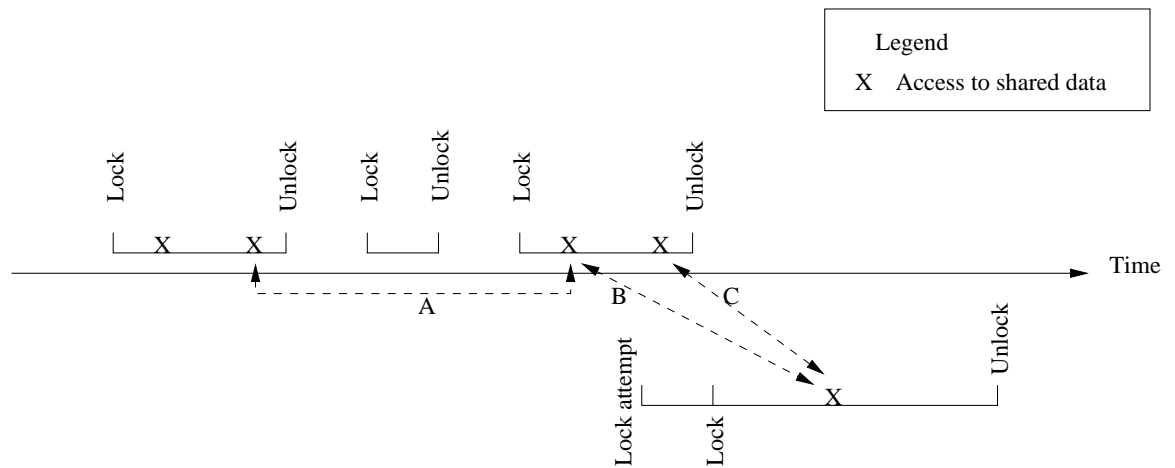 Legend
X Access to shared data
Lock
Unlock
Lock
Unlock
Lock
Unlock
X
X
X
X
Time
A
B
C
Lock attempt
Lock
X
Unlock